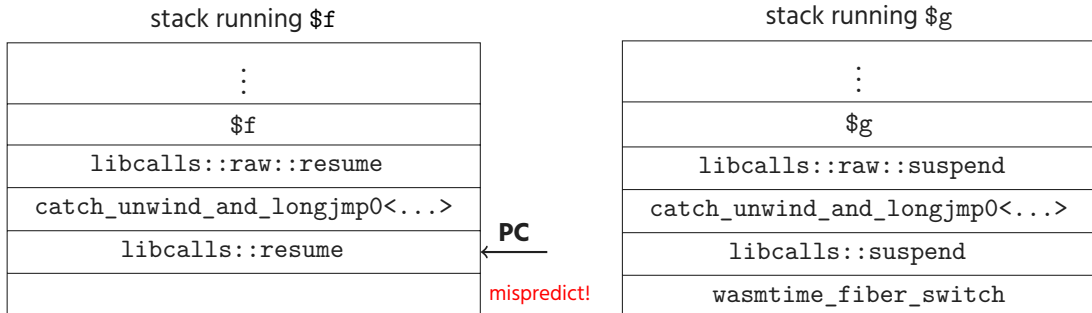 stack running $f
⋮
$f
libcalls::raw::resume
catch_unwind_and_longjmp0<...>
libcalls::resume
PC
mispredict!
stack running $g
⋮
$g
libcalls::raw::suspend
catch_unwind_and_longjmp0<...>
libcalls::suspend
wasmtime_fiber_switch